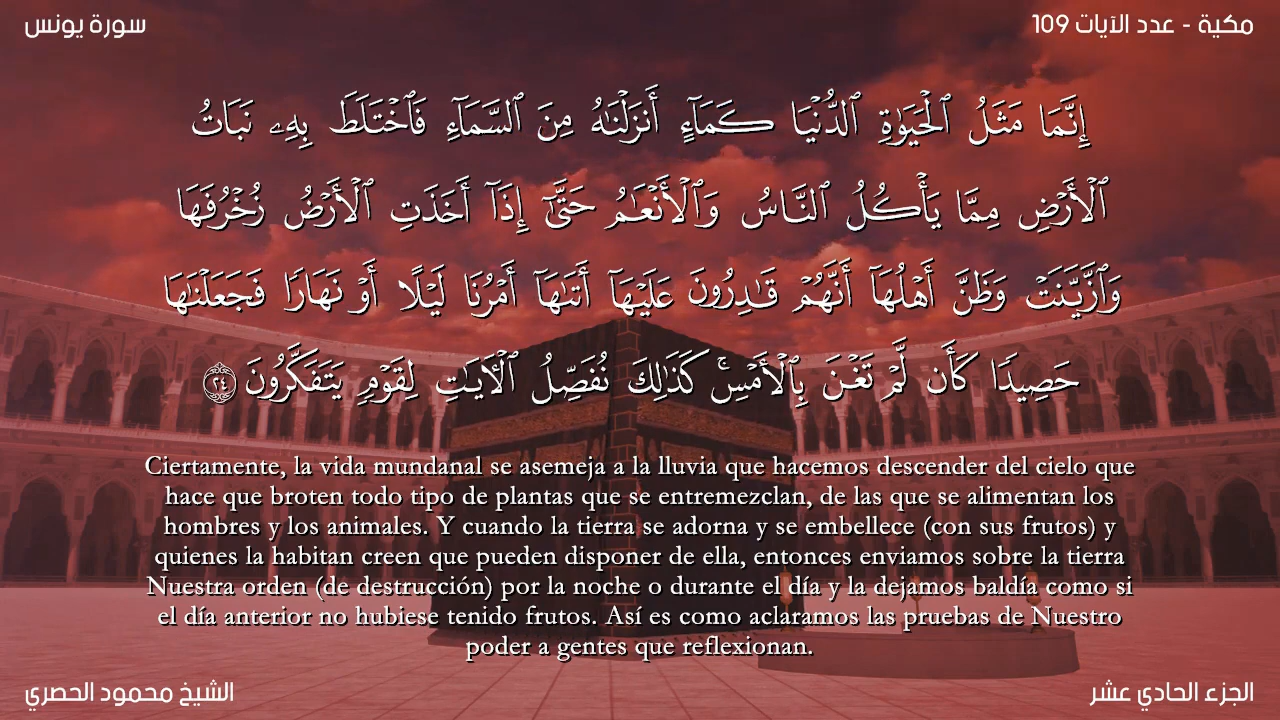 مكية - عدد الآيات 109
سورة يونس
إِنَّمَا مَثَلُ ٱلْحَيَوٰةِ ٱلدُّنْيَا كَمَآءٍ أَنزَلْنَٰهُ مِنَ ٱلسَّمَآءِ فَٱخْتَلَطَ بِهِۦ نَبَاتُ
ٱلْأَرْضِ مِمَّا يَأْكُلُ ٱلنَّاسُ وَٱلْأَنْعَٰمُ حَتَّىٰٓ إِذَآ أَخَذَتِ ٱلْأَرْضُ زُخْرُفَهَا
وَٱزَّيَّنَتْ وَظَنَّ أَهْلُهَآ أَنَّهُمْ قَٰدِرُونَ عَلَيْهَآ أَتَىٰهَآ أَمْرُنَا لَيْلًا أَوْ نَهَارًا فَجَعَلْنَٰهَا
حَصِيدًا كَأَن لَّمْ تَغْنَ بِٱلْأَمْسِ ۚ كَذَٰلِكَ نُفَصِّلُ ٱلْءَايَٰتِ لِقَوْمٍ يَتَفَكَّرُونَ ٢٤
Ciertamente, la vida mundanal se asemeja a la lluvia que hacemos descender del cielo que
hace que broten todo tipo de plantas que se entremezclan, de las que se alimentan los
hombres y los animales. Y cuando la tierra se adorna y se embellece (con sus frutos) y
quienes la habitan creen que pueden disponer de ella, entonces enviamos sobre la tierra
Nuestra orden (de destrucción) por la noche o durante el día y la dejamos baldía como si
el día anterior no hubiese tenido frutos. Así es como aclaramos las pruebas de Nuestro
poder a gentes que reflexionan.
الجزء الحادي عشر
الشيخ محمود الحصري